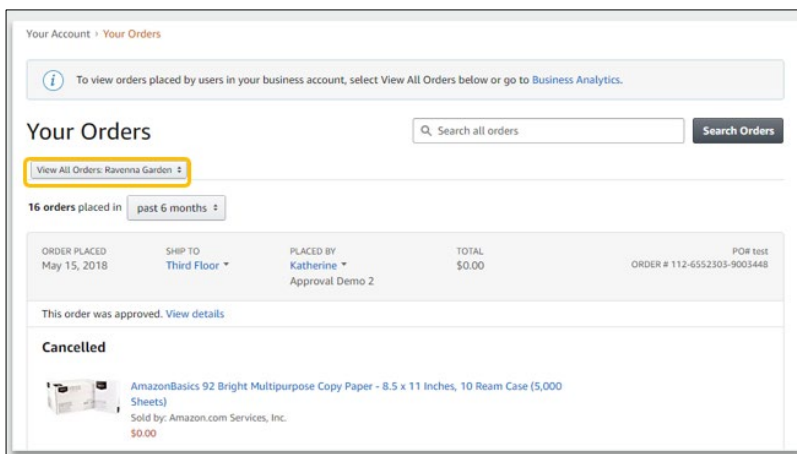 Your Account › Your Orders
To view orders placed by users in your business account, select View All Orders below or go to Business Analytics.
Your Orders
Search all orders
Search Orders
View All Orders: Ravenna Garden
16 orders placed in past 6 months
ORDER PLACED SHIP TO PLACED BY TOTAL PO# test
May 15, 2018 Third Floor Katherine $0.00 ORDER # 112-6552303-9003448
Approval Demo 2
This order was approved. View details
Cancelled
AmazonBasics 92 Bright Multipurpose Copy Paper - 8.5 x 11 Inches, 10 Ream Case (5,000
Sheets)
Sold by: Amazon.com Services, Inc.
$0.00